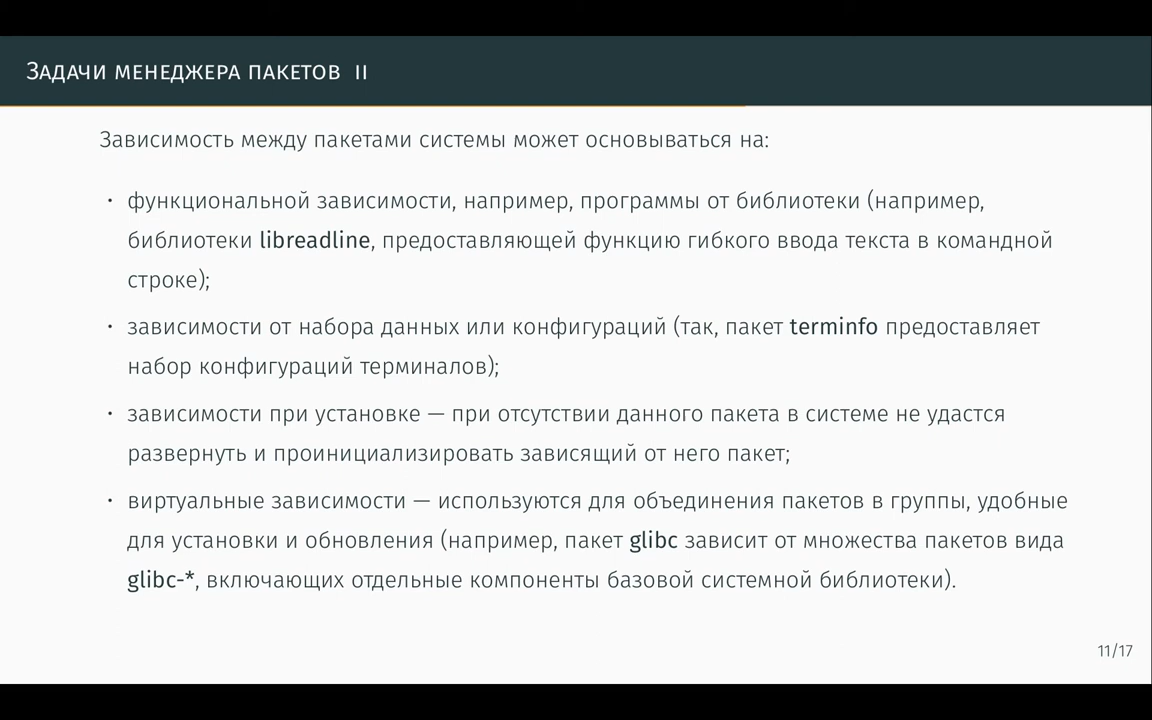 Задачи менеджера пакетов II
Зависимость между пакетами системы может основываться на:
• функциональной зависимости, например, программы от библиотеки (например,
библиотеки libreadline, предоставляющей функцию гибкого ввода текста в командной
строке);
• зависимости от набора данных или конфигураций (так, пакет terminfo предоставляет
набор конфигураций терминалов);
• зависимости при установке — при отсутствии данного пакета в системе не удастся
развернуть и проинициализировать зависящий от него пакет;
• виртуальные зависимости — используются для объединения пакетов в группы, удобные
для установки и обновления (например, пакет glibc зависит от множества пакетов вида
glibc-*, включающих отдельные компоненты базовой системной библиотеки).
11/17